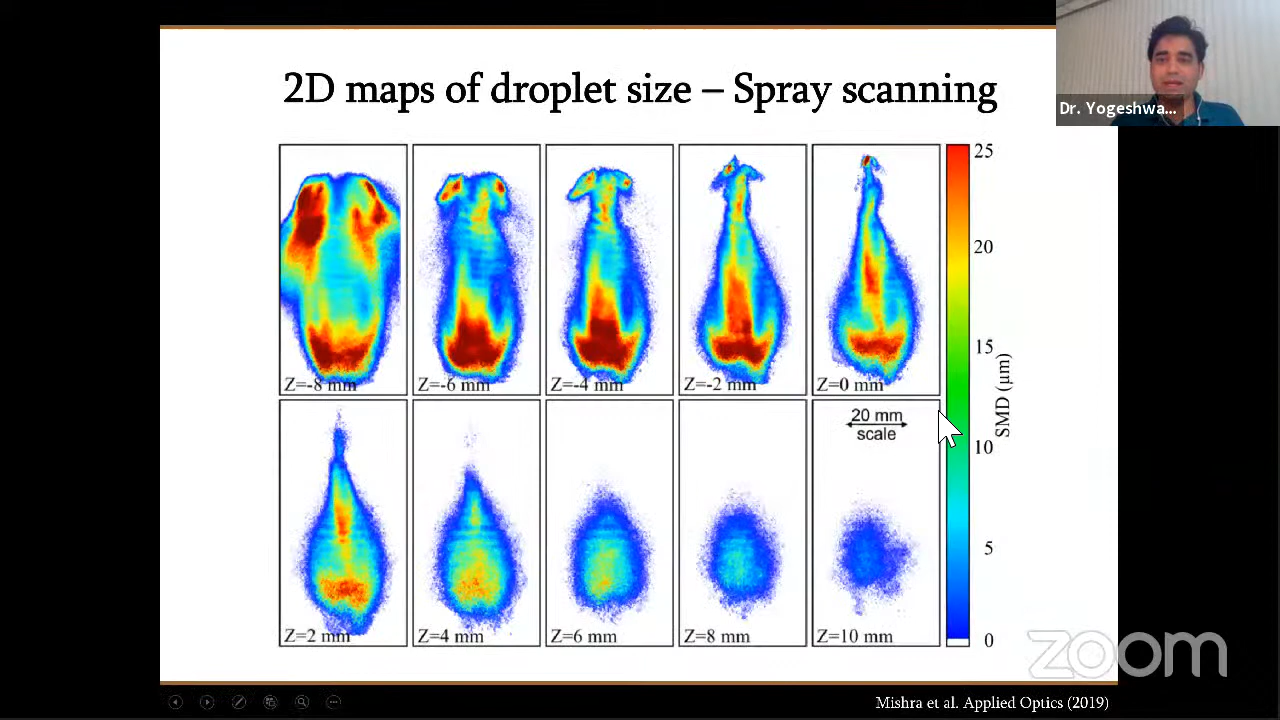 2D maps of droplet size – Spray scanning
Dr. Yogeshwa...
Z=-8 mm
Z=-6 mm
Z=-4 mm
Z=-2 mm
Z=0 mm
25
20
15
10
5
0
SMD (μm)
20 mm
scale
Z=2 mm
Z=4 mm
Z=6 mm
Z=8 mm
Z=10 mm
zoom
Mishra et al. Applied Optics (2019)